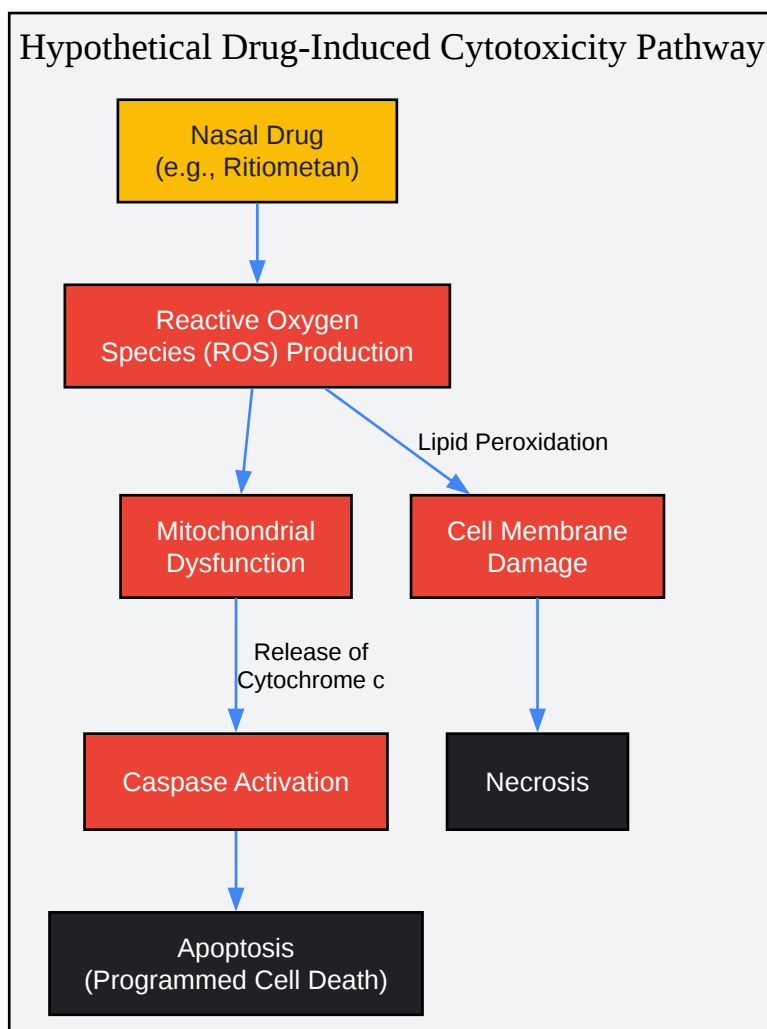 Hypothetical Drug-Induced Cytotoxicity Pathway
Nasal Drug
(e.g., Ritiometan)
Reactive Oxygen
Species (ROS) Production
Lipid Peroxidation
Mitochondrial
Dysfunction
Cell Membrane
Damage
Release of
Cytochrome c
Caspase Activation
Necrosis
Apoptosis
(Programmed Cell Death)